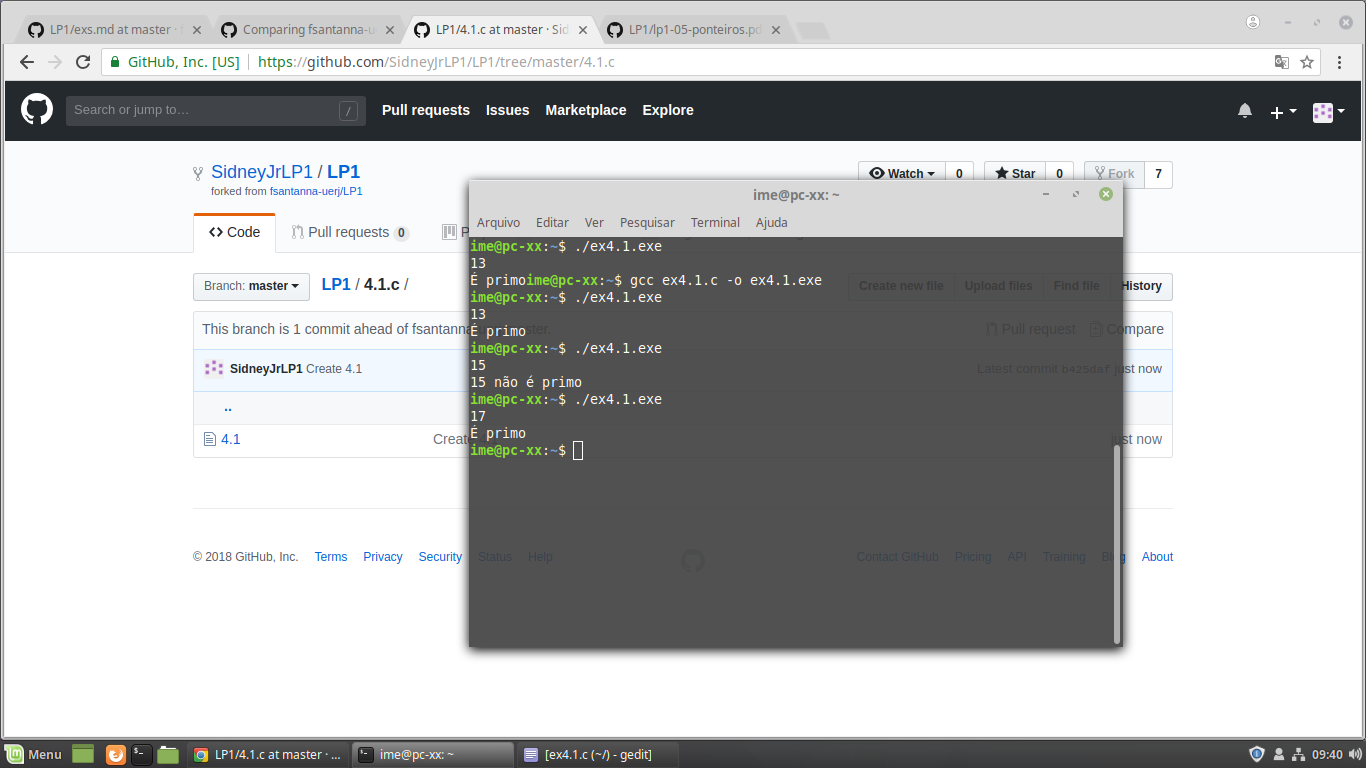 LP1/exs.md at master · f
Comparing fsantanna-u
LP1/4.1.c at master · Sid
LP1/lp1-05-ponteiros.pd
GitHub, Inc. [US]
https://github.com/SidneyJrLP1/LP1/tree/master/4.1.c
Search or jump to…
/
Pull requests
Issues
Marketplace
Explore
SidneyJrLP1 / LP1
forked from fsantanna-uerj/LP1
Watch
0
Star
0
Fork
7
Code
Pull requests 0
P
Branch: master
LP1 / 4.1.c /
Create new file
Upload files
Find file
History
This branch is 1 commit ahead of fsantanna
Pull request
Compare
SidneyJrLP1 Create 4.1
Latest commit b425daf just now
..
4.1
Create
just now
© 2018 GitHub, Inc.
Terms
Privacy
Security
Status
Help
Contact GitHub
Pricing
API
Training
Blog
About
ime@pc-xx: ~
Arquivo Editar Ver Pesquisar Terminal Ajuda
ime@pc-xx:~$ ./ex4.1.exe
13
É primoime@pc-xx:~$ gcc ex4.1.c -o ex4.1.exe
ime@pc-xx:~$ ./ex4.1.exe
13
É primo
ime@pc-xx:~$ ./ex4.1.exe
15
15 não é primo
ime@pc-xx:~$ ./ex4.1.exe
17
É primo
ime@pc-xx:~$
Menu
LP1/4.1.c at master · ...
ime@pc-xx: ~
[ex4.1.c (~/) - gedit]
09:40